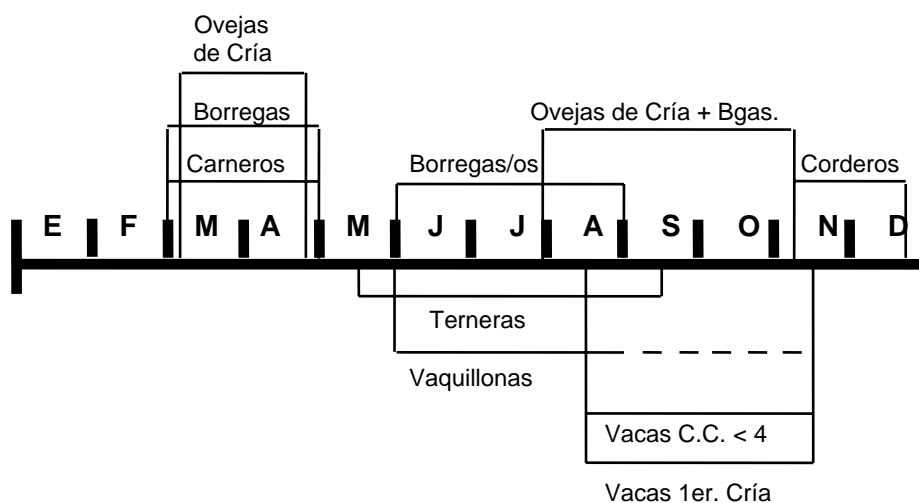 Ovejas
de Cría
Borregas
Carneros
Ovejas de Cría + Bgas.
Borregas/os
Corderos
E F M A M J J A S O N D
Terneras
Vaquillonas
Vacas C.C. < 4
Vacas 1er. Cría